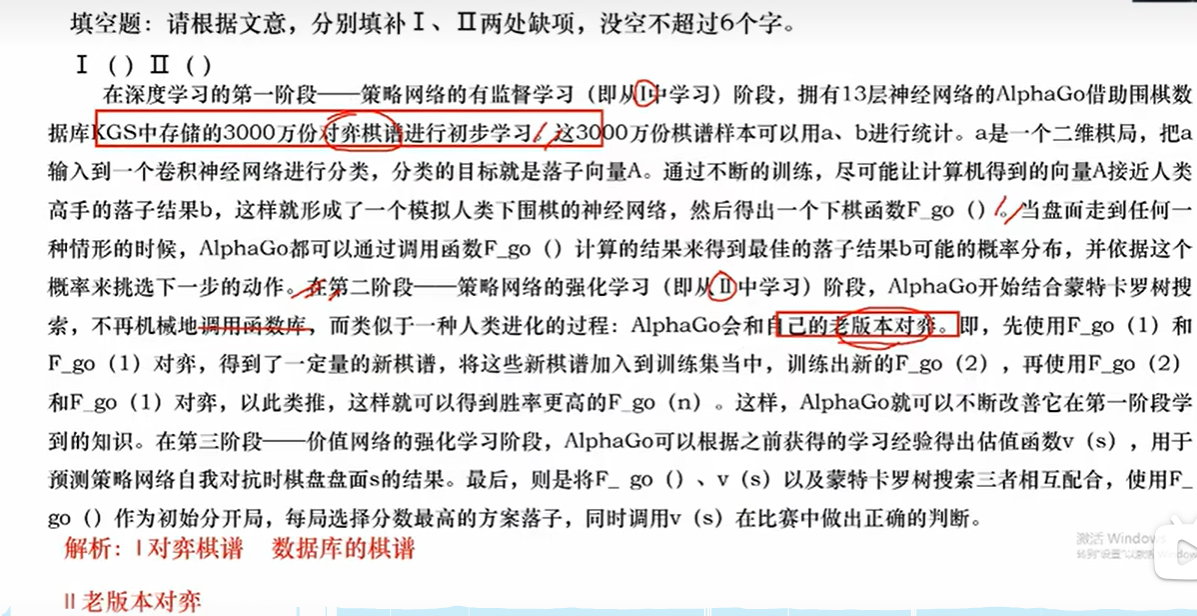 填空题：请根据文意，分别填补Ⅰ、Ⅱ两处缺项，没空不超过6个字。
Ⅰ（）Ⅱ（）
在深度学习的第一阶段——策略网络的有监督学习（即从Ⅰ中学习）阶段，拥有13层神经网络的AlphaGo借助围棋数
据库KGS中存储的3000万份对弈棋谱进行初步学习。这3000万份棋谱样本可以用a、b进行统计。a是一个二维棋局，把a
输入到一个卷积神经网络进行分类，分类的目标就是落子向量A。通过不断的训练，尽可能让计算机得到的向量A接近人类
高手的落子结果b，这样就形成了一个模拟人类下围棋的神经网络，然后得出一个下棋函数F_go（）。当盘面走到任何一
种情形的时候，AlphaGo都可以通过调用函数F_go（）计算的结果来得到最佳的落子结果b可能的概率分布，并依据这个
概率来挑选下一步的动作。在第二阶段——策略网络的强化学习（即从Ⅱ中学习）阶段，AlphaGo开始结合蒙特卡罗树搜
索，不再机械地调用函数库，而类似于一种人类进化的过程：AlphaGo会和自己的老版本对弈。即，先使用F_go（1）和
F_go（1）对弈，得到了一定量的新棋谱，将这些新棋谱加入到训练集当中，训练出新的F_go（2），再使用F_go（2）
和F_go（1）对弈，以此类推，这样就可以得到胜率更高的F_go（n）。这样，AlphaGo就可以不断改善它在第一阶段学
到的知识。在第三阶段——价值网络的强化学习阶段，AlphaGo可以根据之前获得的学习经验得出估值函数v（s），用于
预测策略网络自我对抗时棋盘盘面s的结果。最后，则是将F_ go（）、v（s）以及蒙特卡罗树搜索三者相互配合，使用F_
go（）作为初始分开局，每局选择分数最高的方案落子，同时调用v（s）在比赛中做出正确的判断。
解析：Ⅰ对弈棋谱 数据库的棋谱
Ⅱ老版本对弈
激活 Windows